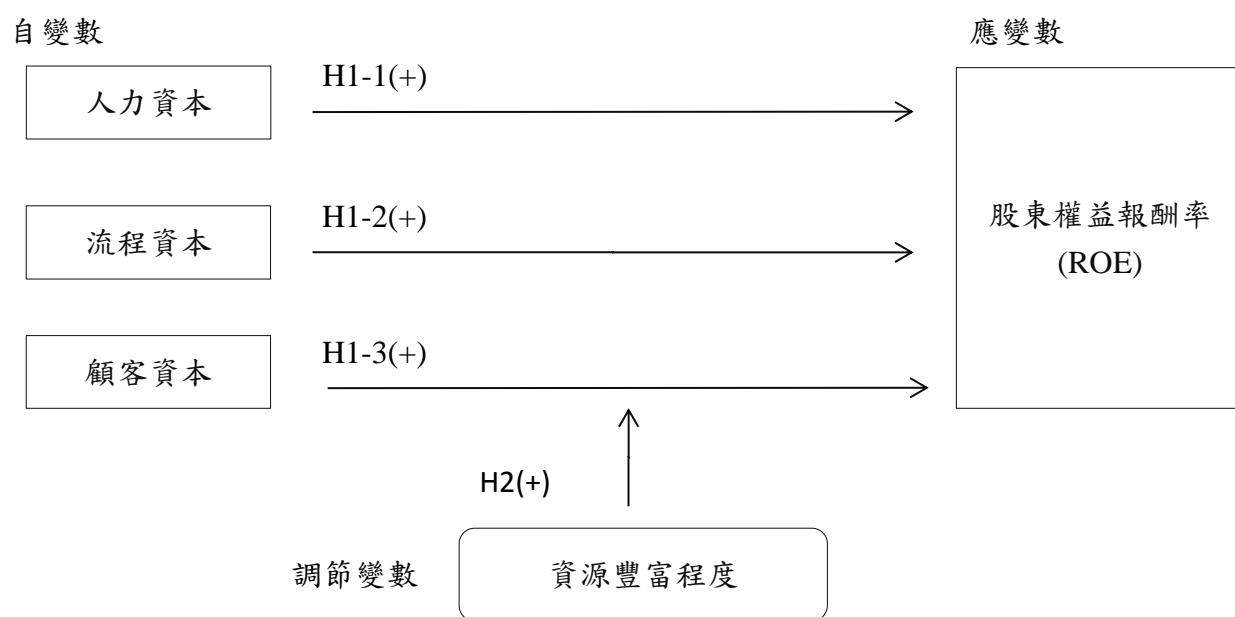 自變數
應變數
人力資本
H1-1(+)
流程資本
H1-2(+)
顧客資本
H1-3(+)
股東權益報酬率
(ROE)
H2(+)
調節變數
資源豐富程度